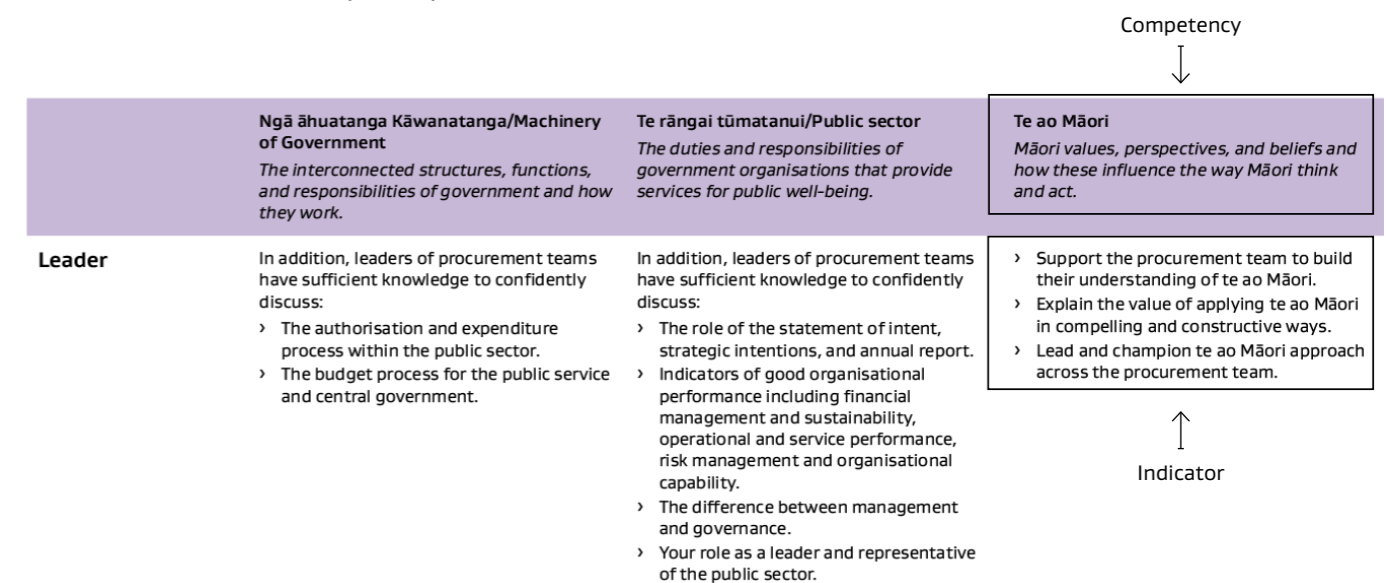 Competency
Ngā āhuatanga Kāwanatanga/Machinery
of Government
The interconnected structures, functions,
and responsibilities of government and how
they work.
Te rāngai tūmatanui/Public sector
The duties and responsibilities of
government organisations that provide
services for public well-being.
Te ao Māori
Māori values, perspectives, and beliefs and
how these influence the way Māori think
and act.
Leader
In addition, leaders of procurement teams
have sufficient knowledge to confidently
discuss:
› The authorisation and expenditure
process within the public sector.
› The budget process for the public service
and central government.
In addition, leaders of procurement teams
have sufficient knowledge to confidently
discuss:
› The role of the statement of intent,
strategic intentions, and annual report.
› Indicators of good organisational
performance including financial
management and sustainability,
operational and service performance,
risk management and organisational
capability.
› The difference between management
and governance.
› Your role as a leader and representative
of the public sector.
› Support the procurement team to build
their understanding of te ao Māori.
› Explain the value of applying te ao Māori
in compelling and constructive ways.
› Lead and champion te ao Māori approach
across the procurement team.
Indicator